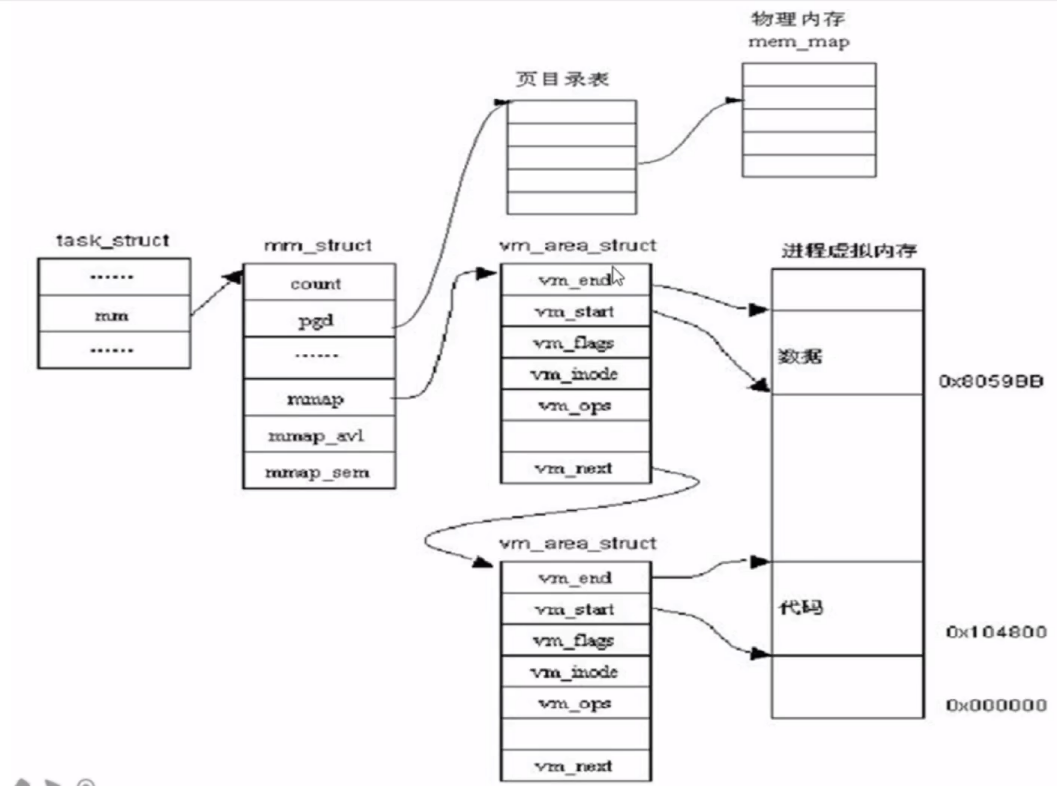 物理内存
mem_map
页目录表
task_struct
......
mm
......
mm_struct
count
pgd
......
mmap
mmap_avl
mmap_sem
vm_area_struct
vm_end
vm_start
vm_flags
vm_inode
vm_ops
vm_next
vm_area_struct
vm_end
vm_start
vm_flags
vm_inode
vm_ops
vm_next
进程虚拟内存
数据
0x8059BB
代码
0x104800
0x000000